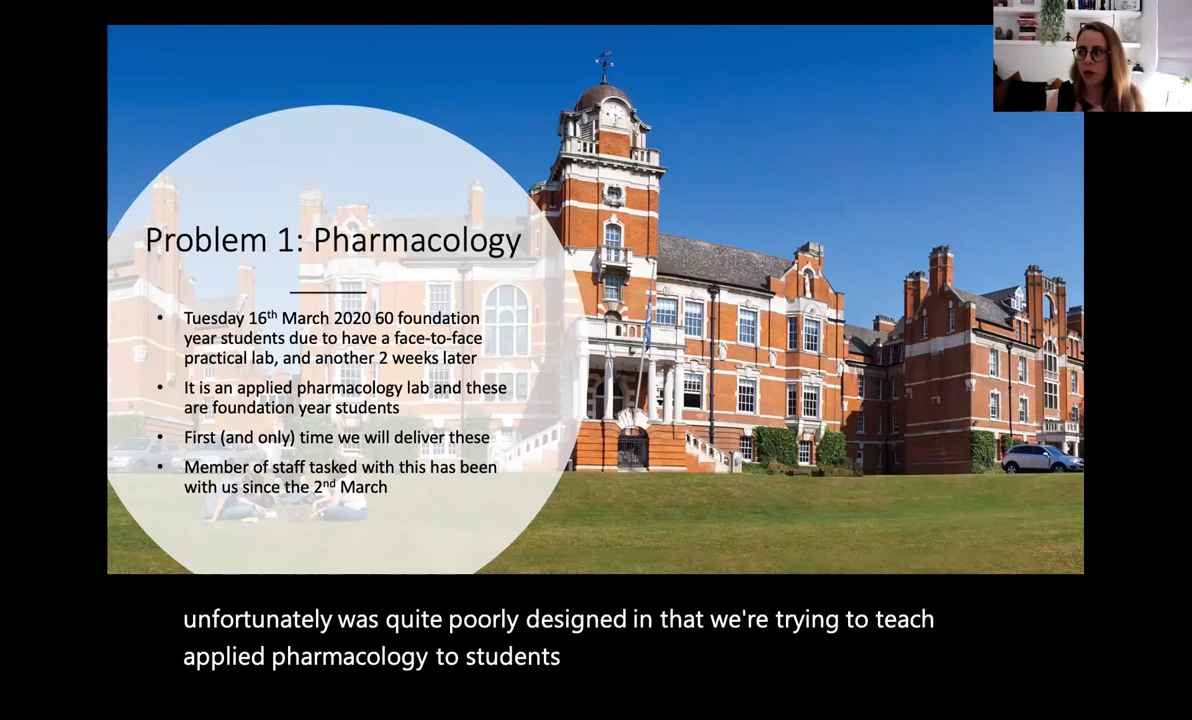 Problem 1: Pharmacology
• Tuesday 16th March 2020 60 foundation
year students due to have a face-to-face
practical lab, and another 2 weeks later
• It is an applied pharmacology lab and these
are foundation year students
• First (and only) time we will deliver these
• Member of staff tasked with this has been
with us since the 2nd March
unfortunately was quite poorly designed in that we're trying to teach
applied pharmacology to students